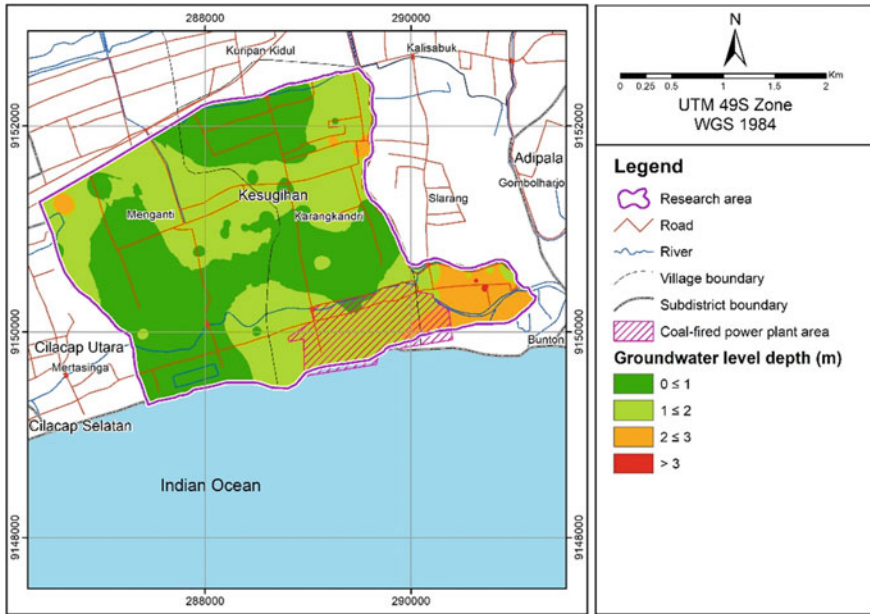 288000
290000
Kuripan Kidul
Kalisabuk
9152000
9152000
Adipala
Gombolharjo
Kesugihan
Slarang
Menganti
Karangkandri
9150000
9150000
Cilacap Utara
Bunton
Mertasinga
Cilacap Selatan
Indian Ocean
9148000
9148000
288000
290000
N
Km
0 0.25 0.5 1 1.5 2
UTM 49S Zone
WGS 1984
Legend
Research area
Road
River
Village boundary
Subdistrict boundary
Coal-fired power plant area
Groundwater level depth (m)
0 ≤ 1
1 ≤ 2
2 ≤ 3
> 3